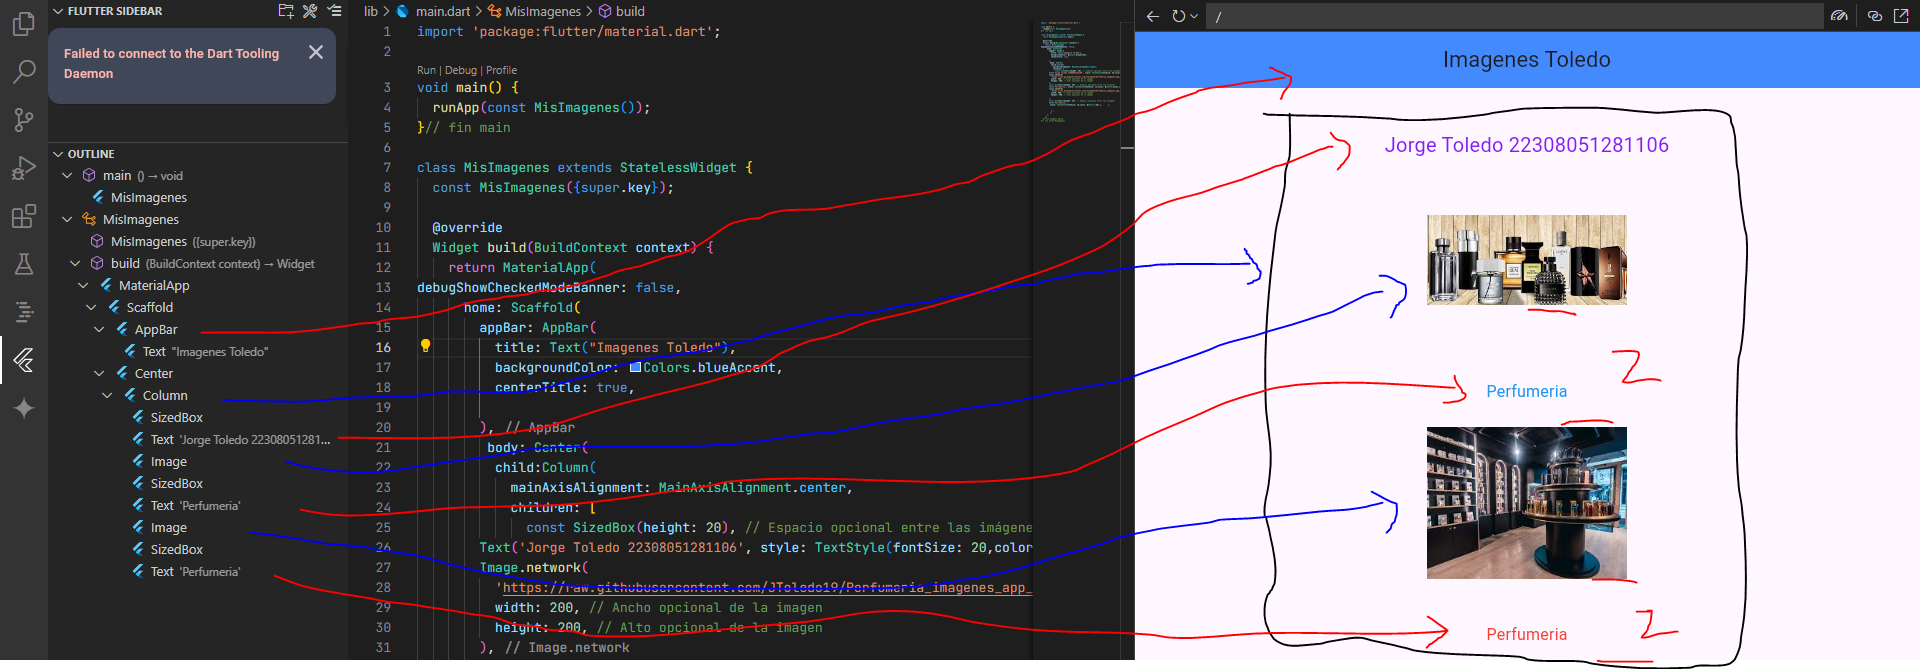 FLUTTER SIDEBAR
Failed to connect to the Dart Tooling
Daemon
OUTLINE
main () → void
MisImagenes
MisImagenes
MisImagenes ({super.key})
build (BuildContext context) → Widget
MaterialApp
Scaffold
AppBar
Text "Imagenes Toledo"
Center
Column
SizedBox
Text 'Jorge Toledo 22308051281...
Image
SizedBox
Text 'Perfumeria'
Image
SizedBox
Text 'Perfumeria'
lib > main.dart > MisImagenes > build
1 import 'package:flutter/material.dart';
2
Run | Debug | Profile
3 void main() {
4 runApp(const MisImagenes());
5 }// fin main
6
7 class MisImagenes extends StatelessWidget {
8 const MisImagenes({super.key});
9
10 @override
11 Widget build(BuildContext context) {
12 return MaterialApp(
13 debugShowCheckedModeBanner: false,
14 home: Scaffold(
15 appBar: AppBar(
16 title: Text("Imagenes Toledo"),
17 backgroundColor: Colors.blueAccent,
18 centerTitle: true,
19
20 ), // AppBar
21 body: Center(
22 child:Column(
23 mainAxisAlignment: MainAxisAlignment.center,
24 children: [
25 const SizedBox(height: 20), // Espacio opcional entre las imágene
26 Text('Jorge Toledo 22308051281106', style: TextStyle(fontSize: 20,color
27 Image.network(
28 'https://raw.githubusercontent.com/JToledo19/Perfumeria_imagenes_app_
29 width: 200, // Ancho opcional de la imagen
30 height: 200, // Alto opcional de la imagen
31 ), // Image.network
/
Imagenes Toledo
Jorge Toledo 22308051281106
2
Perfumeria
2
Perfumeria